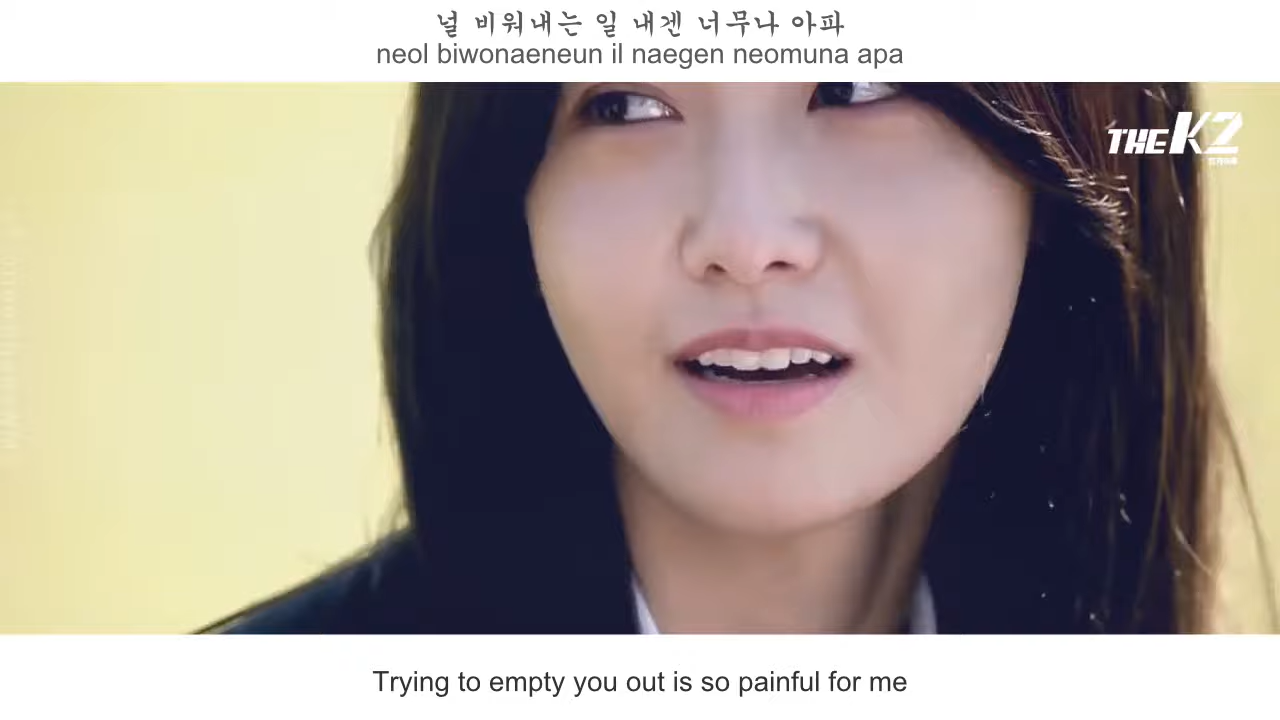 널 비워내는 일 내겐 너무나 아파
neol biwonaeneun il naegen neomuna apa
THE K2
Trying to empty you out is so painful for me